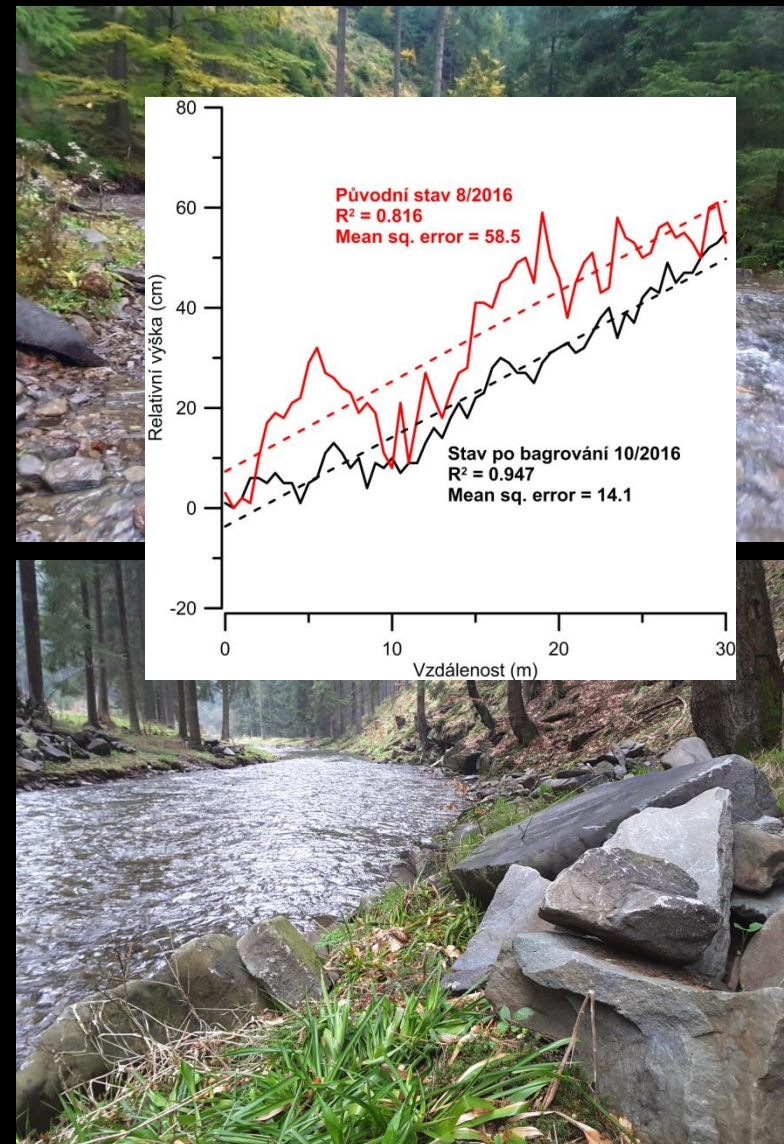 80
60
40
20
0
-20
Relativní výška (cm)
Původní stav 8/2016
R² = 0.816
Mean sq. error = 58.5
Stav po bagrování 10/2016
R² = 0.947
Mean sq. error = 14.1
0
10
20
30
Vzdálenost (m)